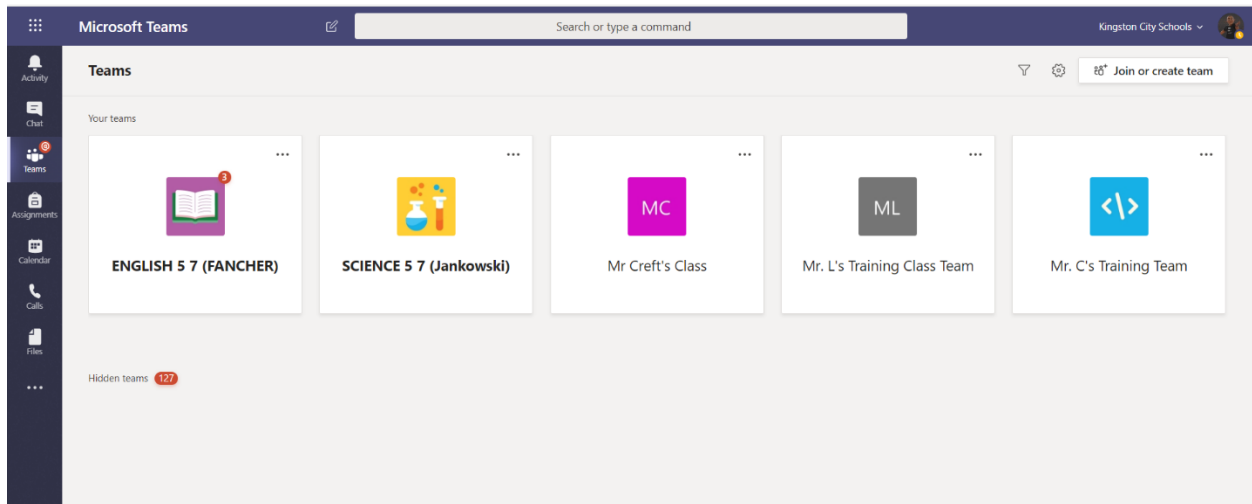 Microsoft Teams
Search or type a command
Kingston City Schools
Activity
Chat
Teams
Assignments
Calendar
Calls
Files
Teams
Join or create team
Your teams
3
ENGLISH 5 7 (FANCHER)
SCIENCE 5 7 (Jankowski)
MC
Mr Creft's Class
ML
Mr. L's Training Class Team
</>
Mr. C's Training Team
Hidden teams 127